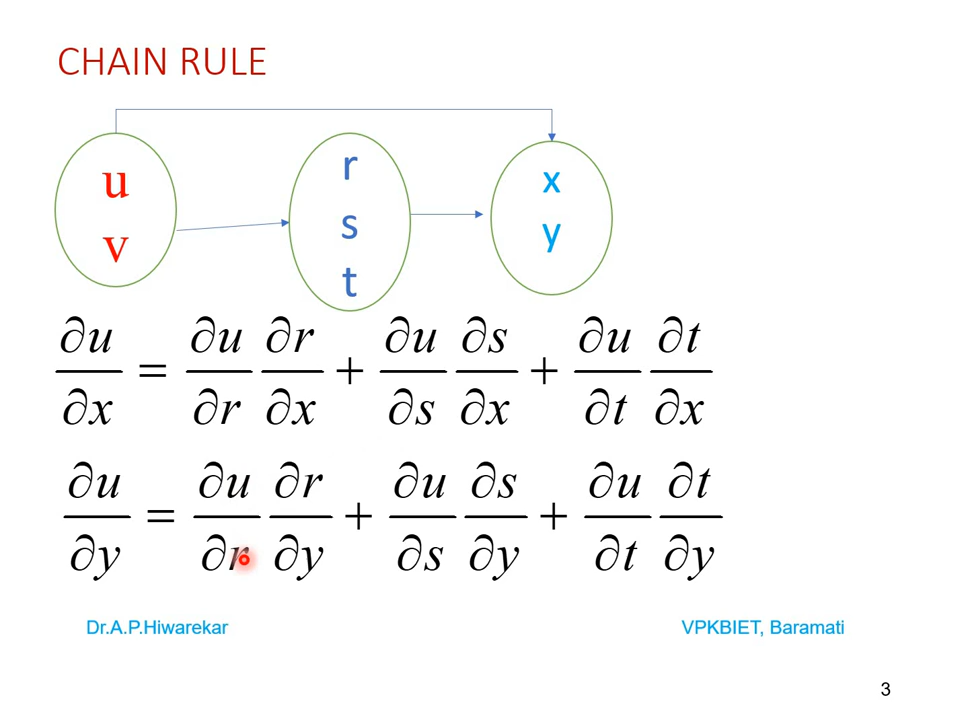 CHAIN RULE
u
v
r
s
t
x
y
∂u/∂x = ∂u/∂r ∂r/∂x + ∂u/∂s ∂s/∂x + ∂u/∂t ∂t/∂x
∂u/∂y = ∂u/∂r ∂r/∂y + ∂u/∂s ∂s/∂y + ∂u/∂t ∂t/∂y
Dr.A.P.Hiwarekar
VPKBIET, Baramati
3